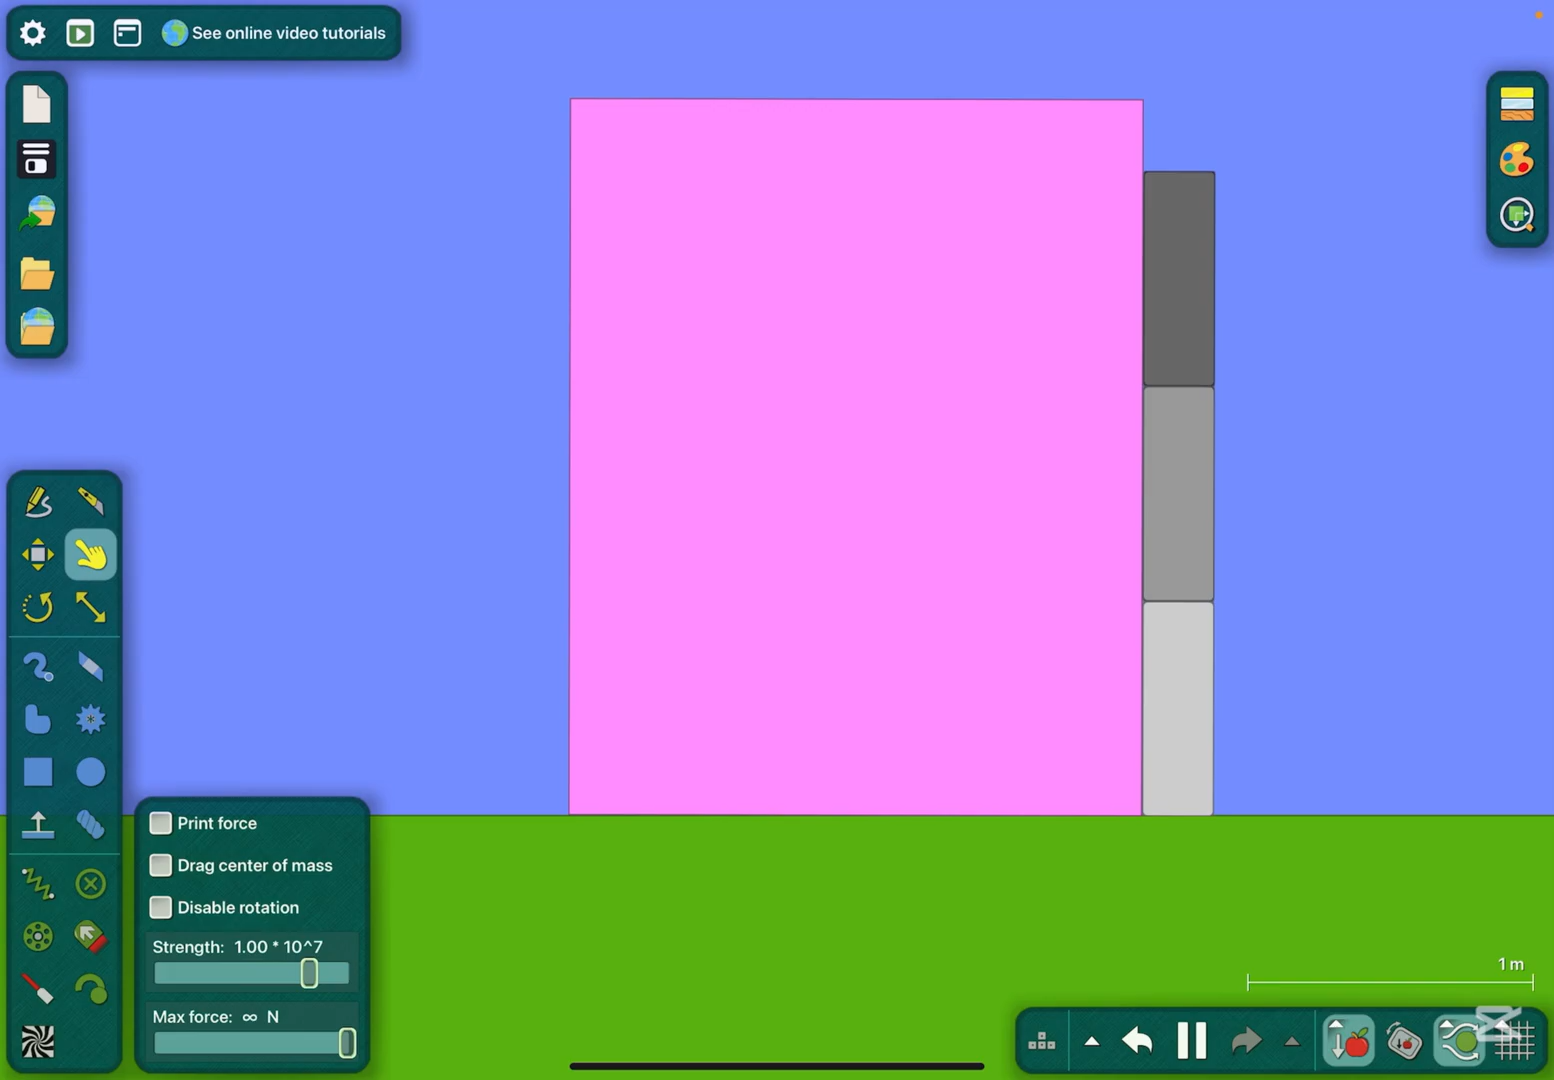 See online video tutorials
Print force
Drag center of mass
Disable rotation
Strength: 1.00 * 10^7
Max force: ∞ N
1 m